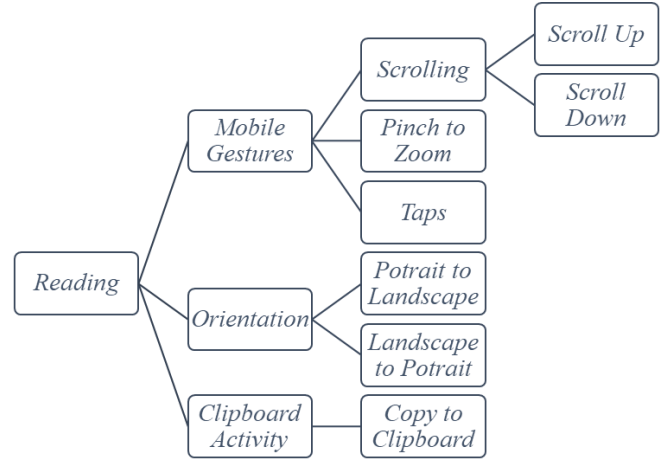 Reading
Mobile
Gestures
Scrolling
Scroll Up
Scroll
Down
Pinch to
Zoom
Taps
Orientation
Potrait to
Landscape
Landscape
to Potrait
Clipboard
Activity
Copy to
Clipboard